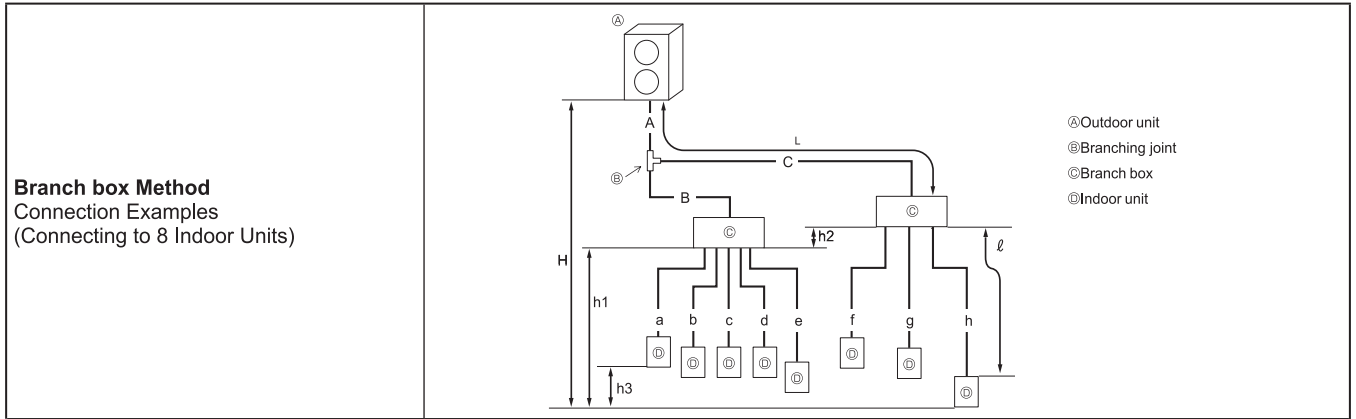 Branch box Method
Connection Examples
(Connecting to 8 Indoor Units)
Ⓐ
A
L
C
Ⓑ
B
Ⓒ
Ⓒ
h2
ℓ
H
h1
a b c d e f g h
Ⓓ Ⓓ Ⓓ Ⓓ Ⓓ Ⓓ Ⓓ Ⓓ
h3
ⒶOutdoor unit
ⒷBranching joint
ⒸBranch box
ⒹIndoor unit